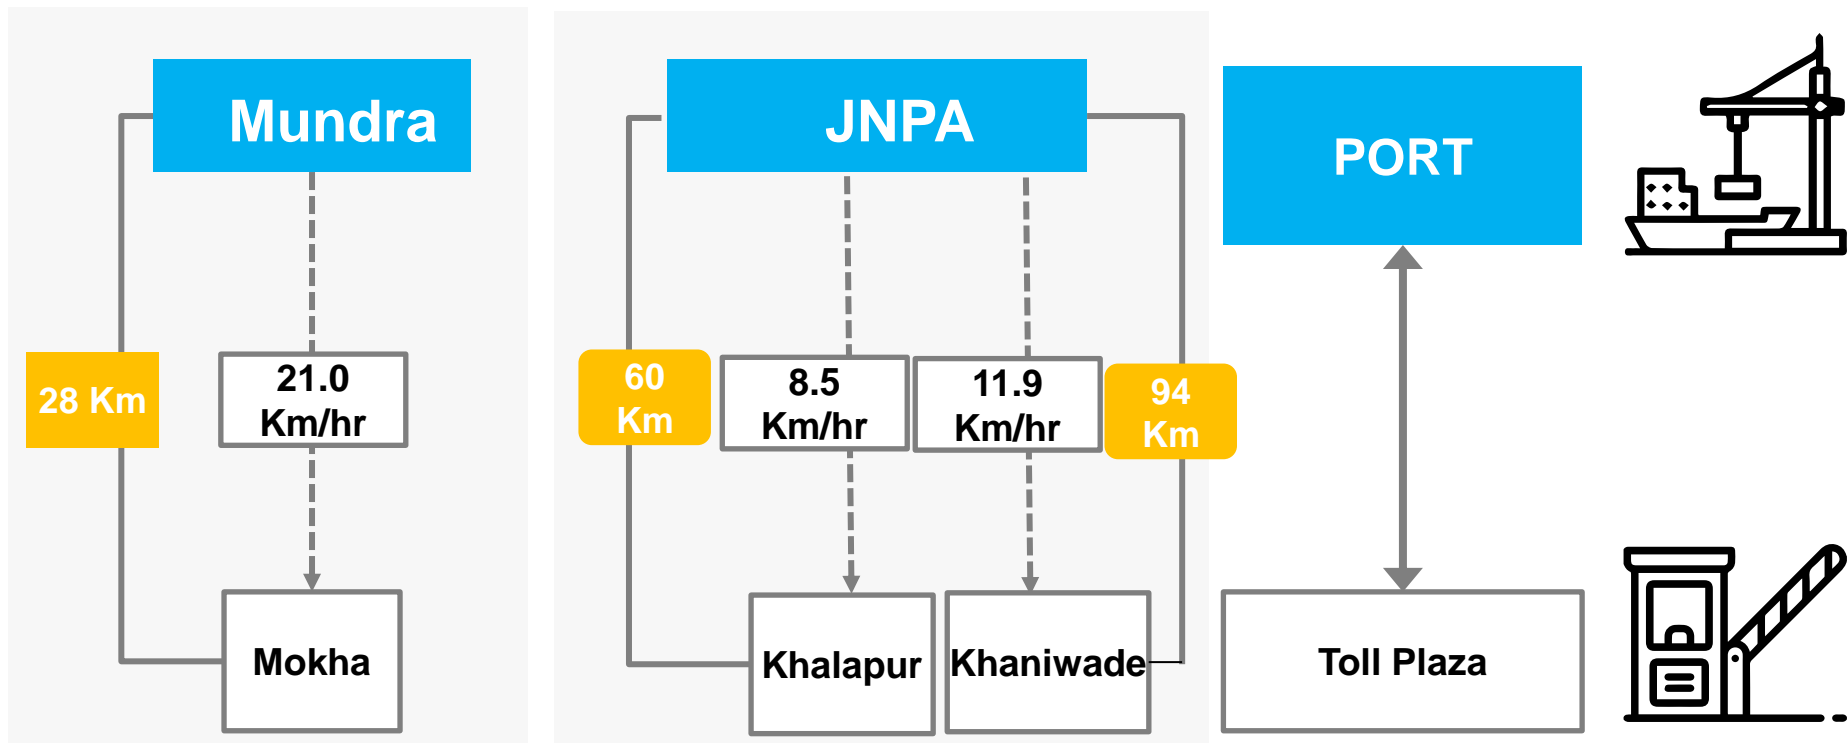 Mundra
JNPA
PORT
28 Km
21.0
Km/hr
60
Km
8.5
Km/hr
11.9
Km/hr
94
Km
Mokha
Khalapur
Khaniwade
Toll Plaza